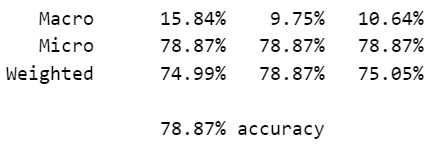 Macro 15.84% 9.75% 10.64%
Micro 78.87% 78.87% 78.87%
Weighted 74.99% 78.87% 75.05%
78.87% accuracy